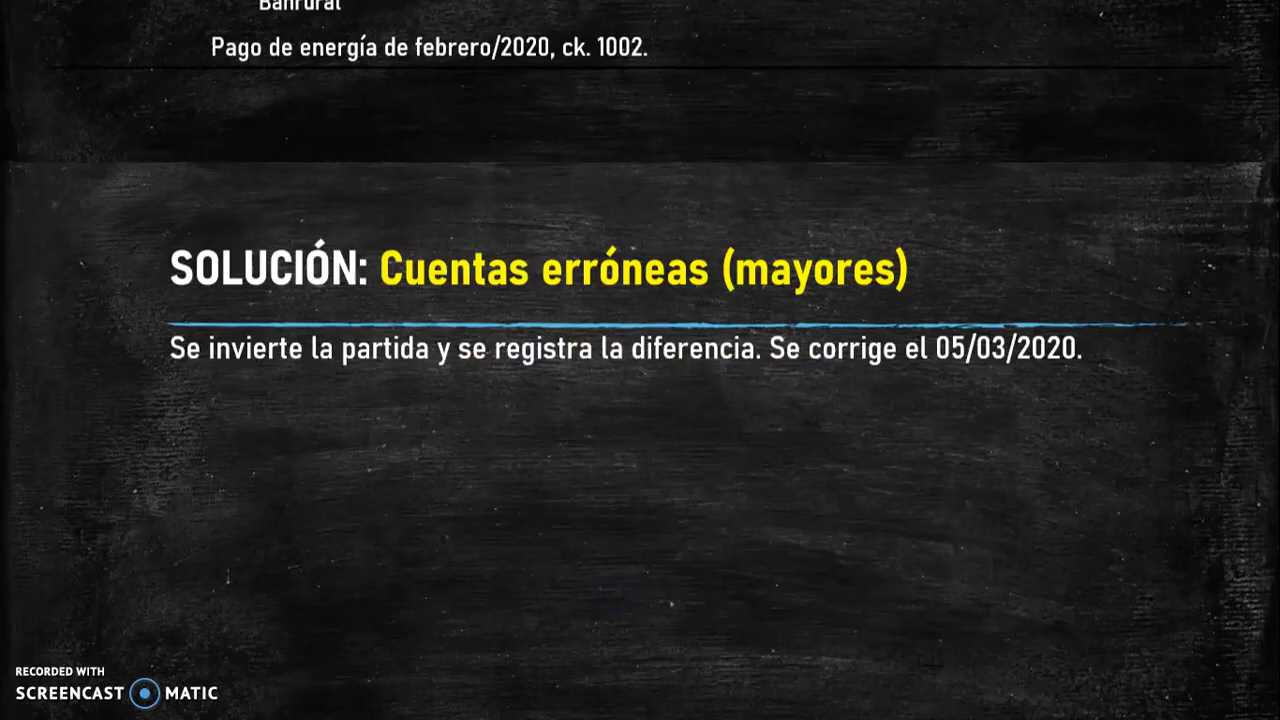 Banrural
Pago de energía de febrero/2020, ck. 1002.
SOLUCIÓN: Cuentas erróneas (mayores)
Se invierte la partida y se registra la diferencia. Se corrige el 05/03/2020.
RECORDED WITH
SCREENCAST MATIC